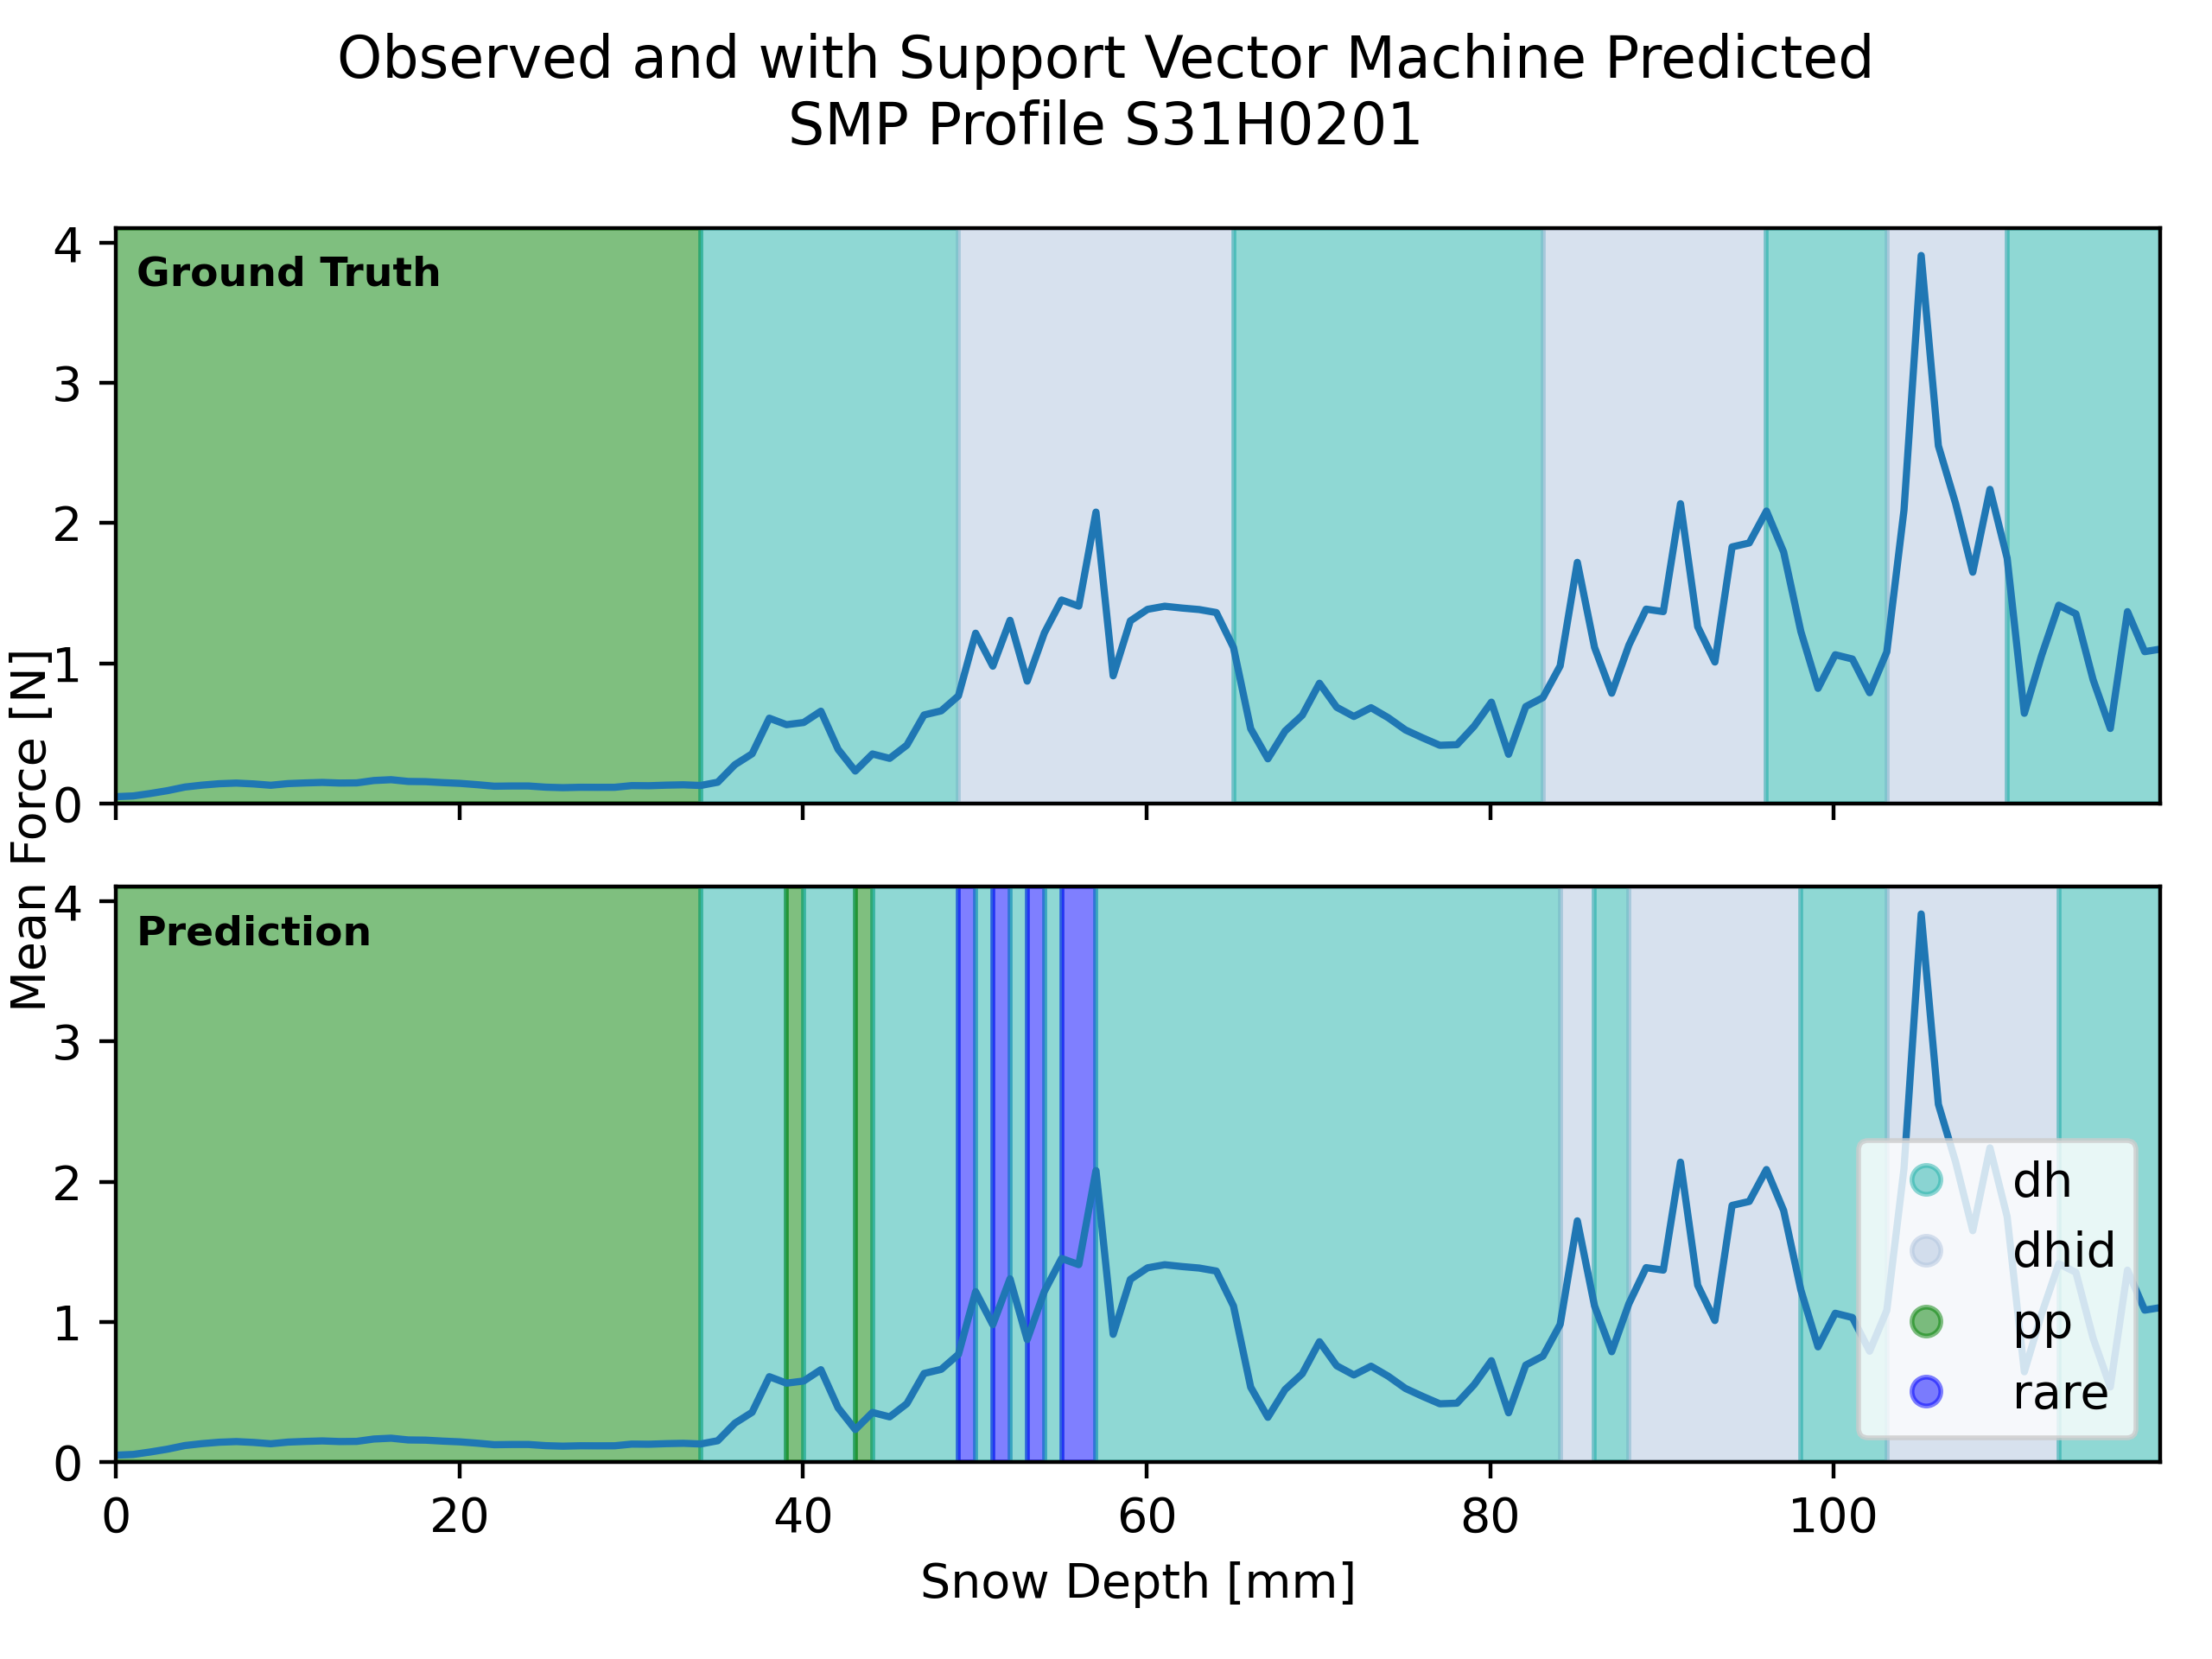 Observed and with Support Vector Machine Predicted
SMP Profile S31H0201
Mean Force [N]
4
3
2
1
0
Ground Truth
4
3
2
1
0
Prediction
dh
dhid
pp
rare
0 20 40 60 80 100
Snow Depth [mm]